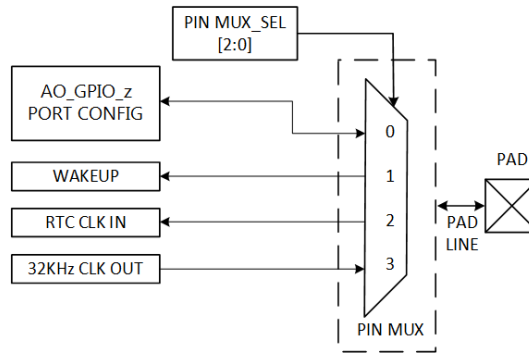 PIN MUX_SEL
[2:0]
AO_GPIO_z
PORT CONFIG
0
WAKEUP
1
RTC CLK IN
2
32KHz CLK OUT
3
PAD
PAD
LINE
PIN MUX